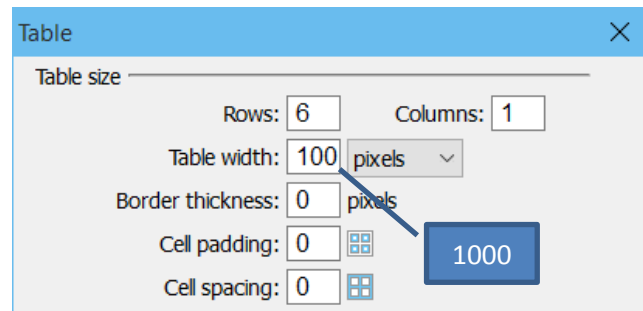 Table
Table size
Rows: 6 Columns: 1
Table width: 100 pixels
Border thickness: 0 pixels
Cell padding: 0
1000
Cell spacing: 0